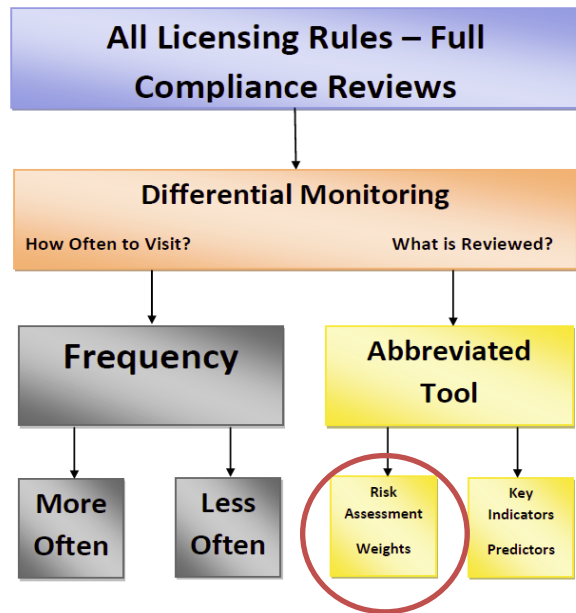 All Licensing Rules – Full
Compliance Reviews
Differential Monitoring
How Often to Visit?
What is Reviewed?
Frequency
Abbreviated
Tool
More
Often
Less
Often
Risk
Assessment
Weights
Key
Indicators
Predictors